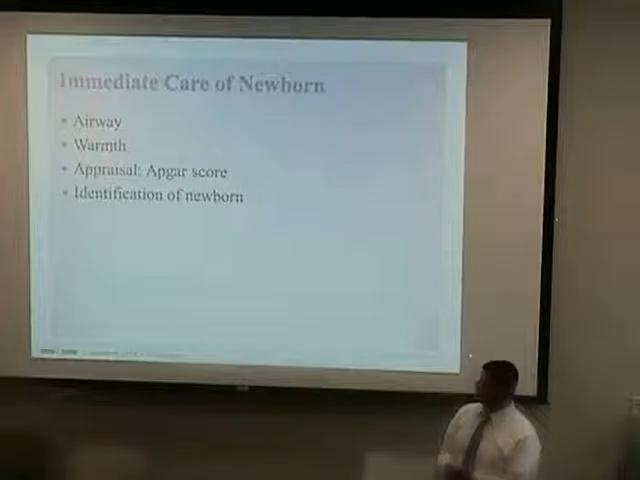 Immediate Care of Newborn
Airway
Warmth
Appraisal: Apgar score
Identification of newborn